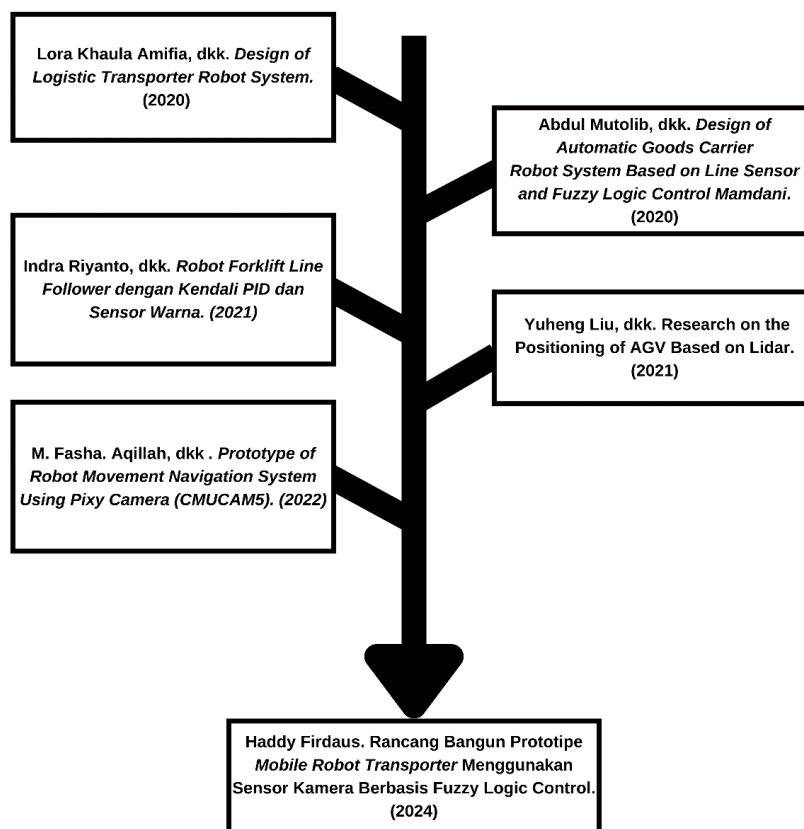 Lora Khaula Amifia, dkk. Design of
Logistic Transporter Robot System.
(2020)
Abdul Mutolib, dkk. Design of
Automatic Goods Carrier
Robot System Based on Line Sensor
and Fuzzy Logic Control Mamdani.
(2020)
Indra Riyanto, dkk. Robot Forklift Line
Follower dengan Kendali PID dan
Sensor Warna. (2021)
Yuheng Liu, dkk. Research on the
Positioning of AGV Based on Lidar.
(2021)
M. Fasha. Aqillah, dkk . Prototype of
Robot Movement Navigation System
Using Pixy Camera (CMUCAM5). (2022)
Haddy Firdaus. Rancang Bangun Prototipe
Mobile Robot Transporter Menggunakan
Sensor Kamera Berbasis Fuzzy Logic Control.
(2024)